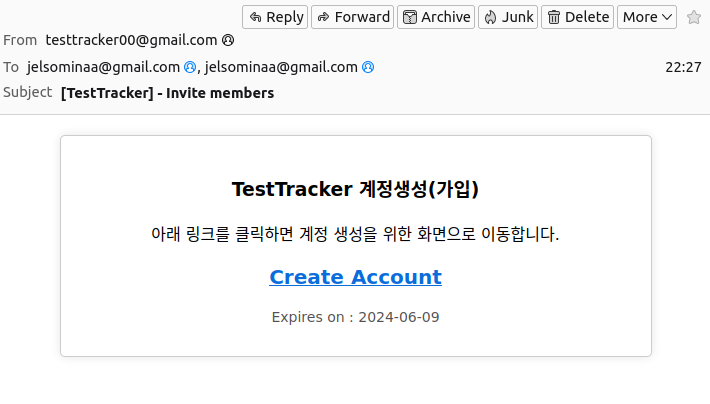 Reply Forward Archive Junk Delete More
From testtracker00@gmail.com
To jelsominaa@gmail.com, jelsominaa@gmail.com 22:27
Subject [TestTracker] - Invite members
TestTracker 계정생성(가입)
아래 링크를 클릭하면 계정 생성을 위한 화면으로 이동합니다.
Create Account
Expires on : 2024-06-09